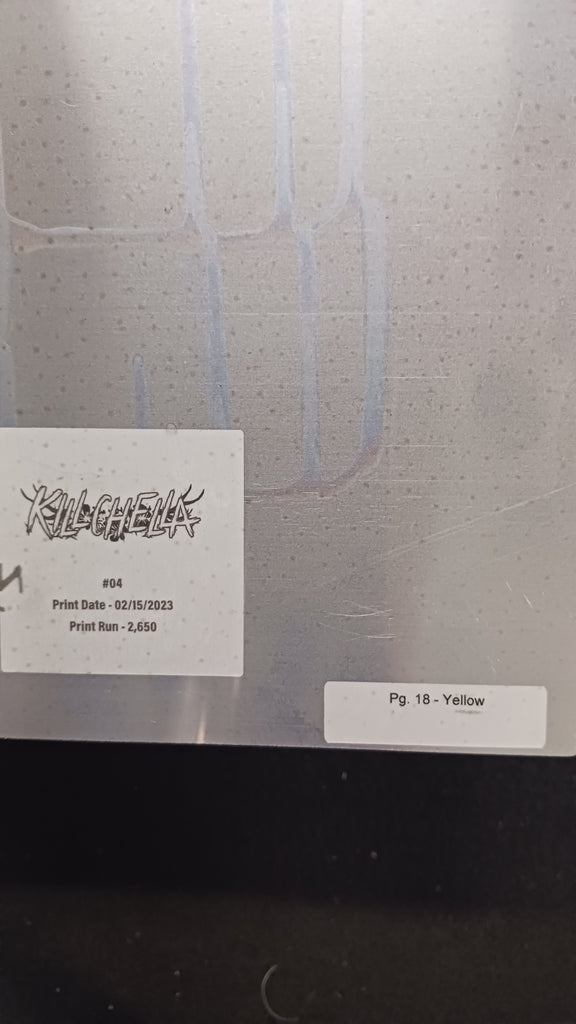 KILLCHELLA
#04
Print Date - 02/15/2023
Print Run - 2,650
Pg. 18 - Yellow